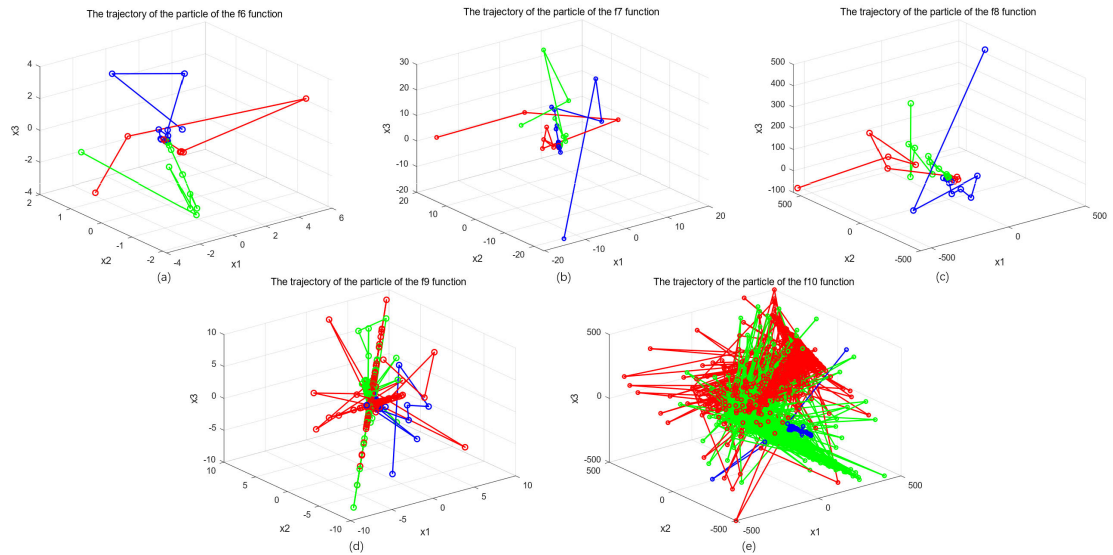 The trajectory of the particle of the f6 function
4
2
0
-2
-4
x3
2
1
0
-1
-2
x2
-4
-2
0
2
4
6
x1
(a)
The trajectory of the particle of the f7 function
30
20
10
0
-10
-20
x3
10
0
-10
-20
x2
-20
-10
0
10
20
x1
(b)
The trajectory of the particle of the f8 function
500
400
300
200
100
0
-100
x3
500
0
-500
x2
-500
0
500
x1
(c)
The trajectory of the particle of the f9 function
10
5
0
-5
-10
x3
10
5
0
-5
-10
x2
-10
-5
0
5
10
x1
(d)
The trajectory of the particle of the f10 function
500
0
-500
x3
500
0
-500
x2
-500
0
500
x1
(e)